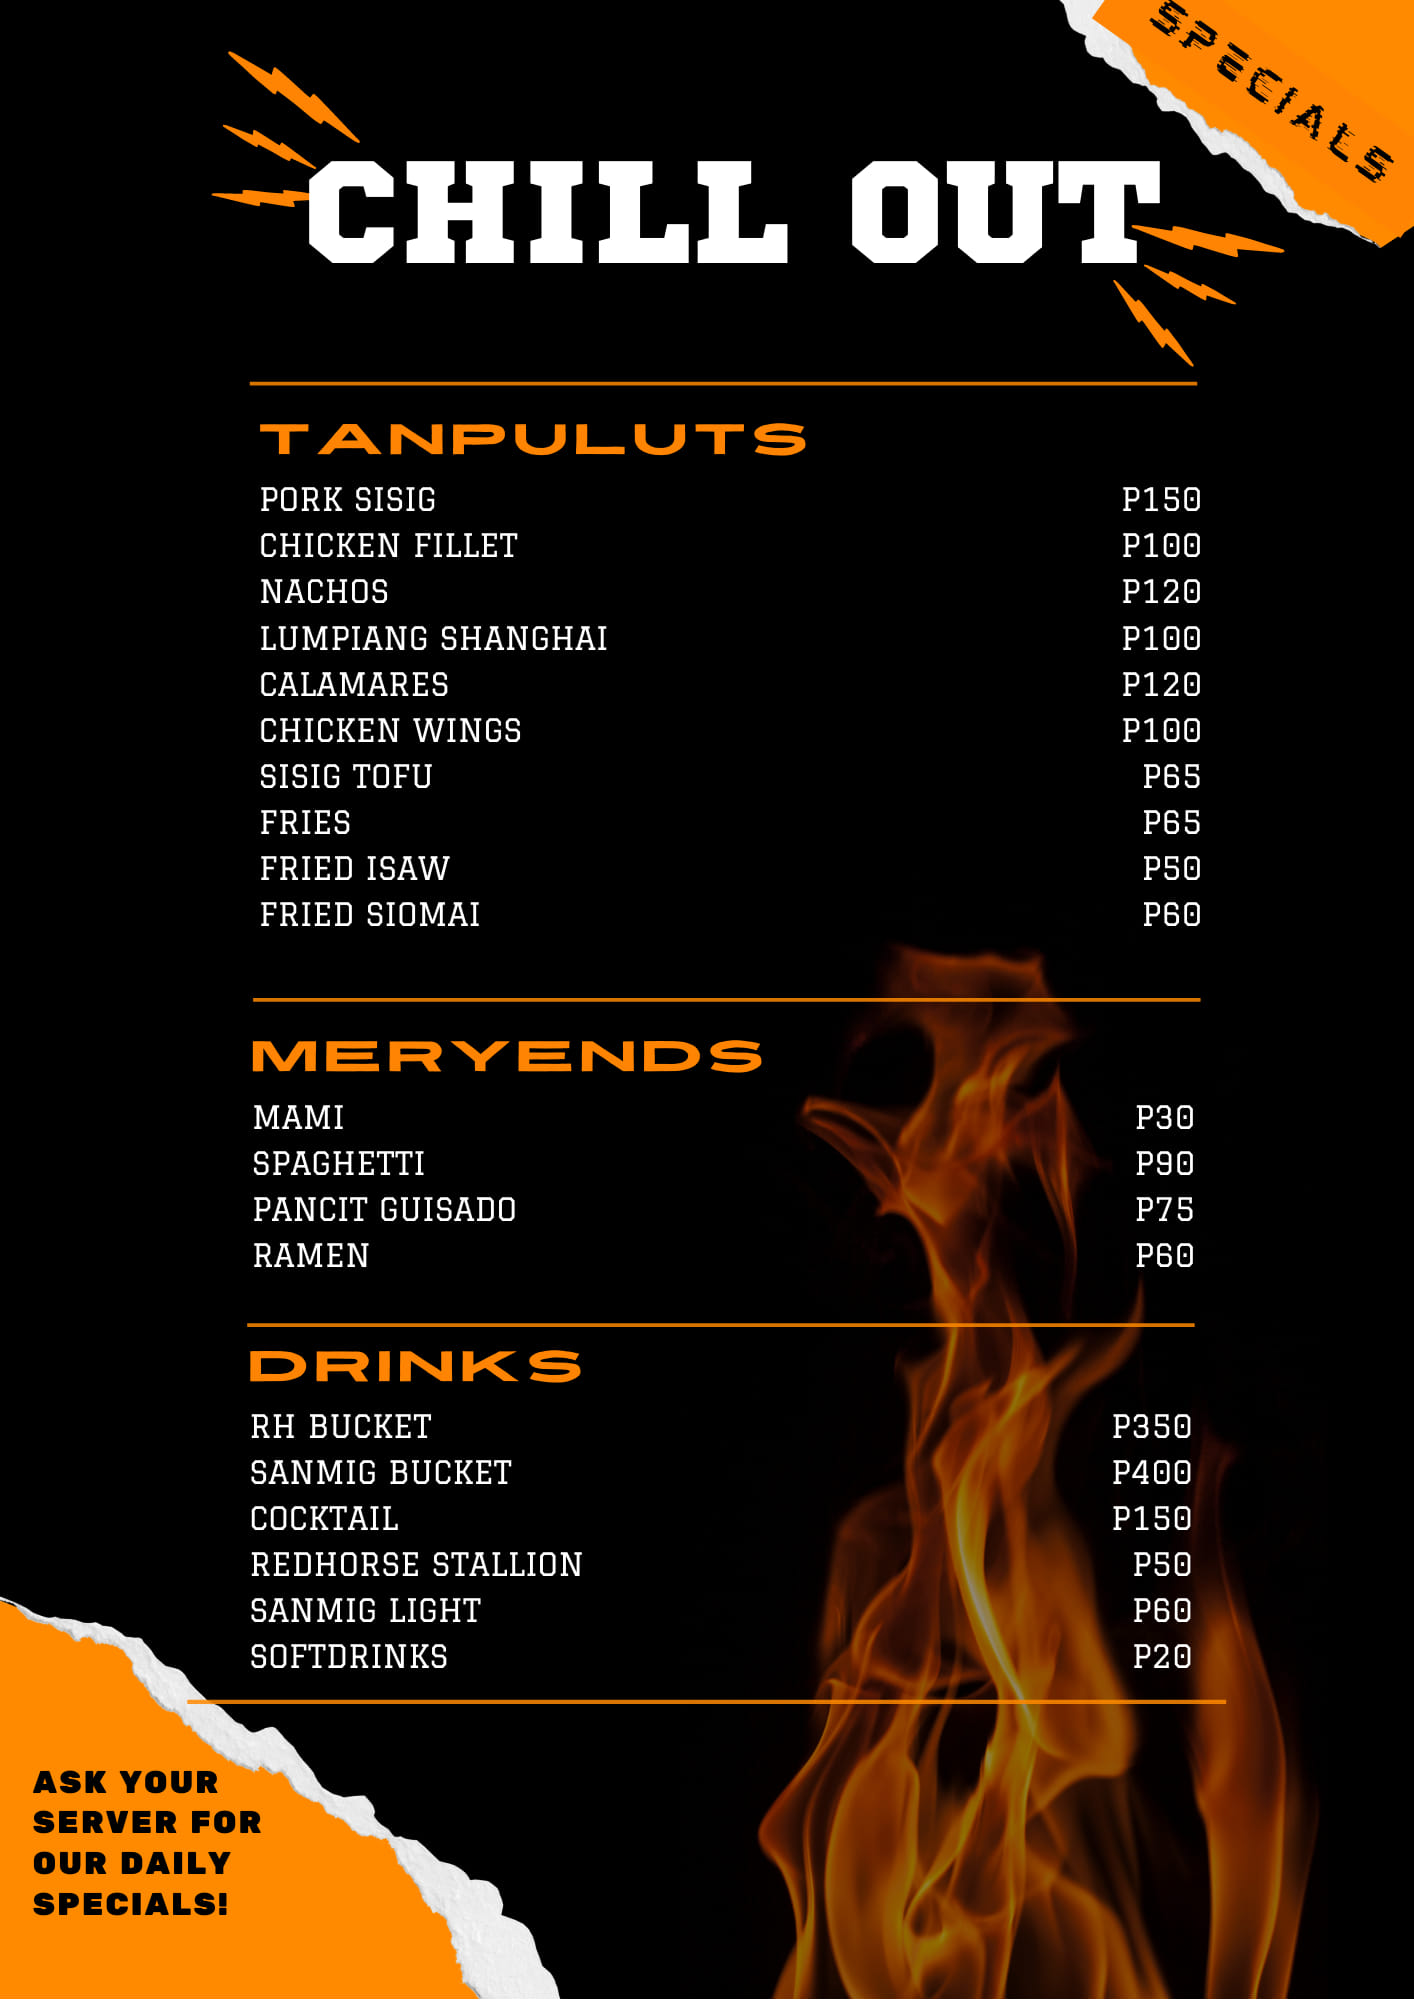 SPECIALS
CHILL OUT
TANPULUTS
PORK SISIG P150
CHICKEN FILLET P100
NACHOS P120
LUMPIANG SHANGHAI P100
CALAMARES P120
CHICKEN WINGS P100
SISIG TOFU P65
FRIES P65
FRIED ISAW P50
FRIED SIOMAI P60
MERYENDS
MAMI P30
SPAGHETTI P90
PANCIT GUISADO P75
RAMEN P60
DRINKS
RH BUCKET P350
SANMIG BUCKET P400
COCKTAIL P150
REDHORSE STALLION P50
SANMIG LIGHT P60
SOFTDRINKS P20
ASK YOUR
SERVER FOR
OUR DAILY
SPECIALS!